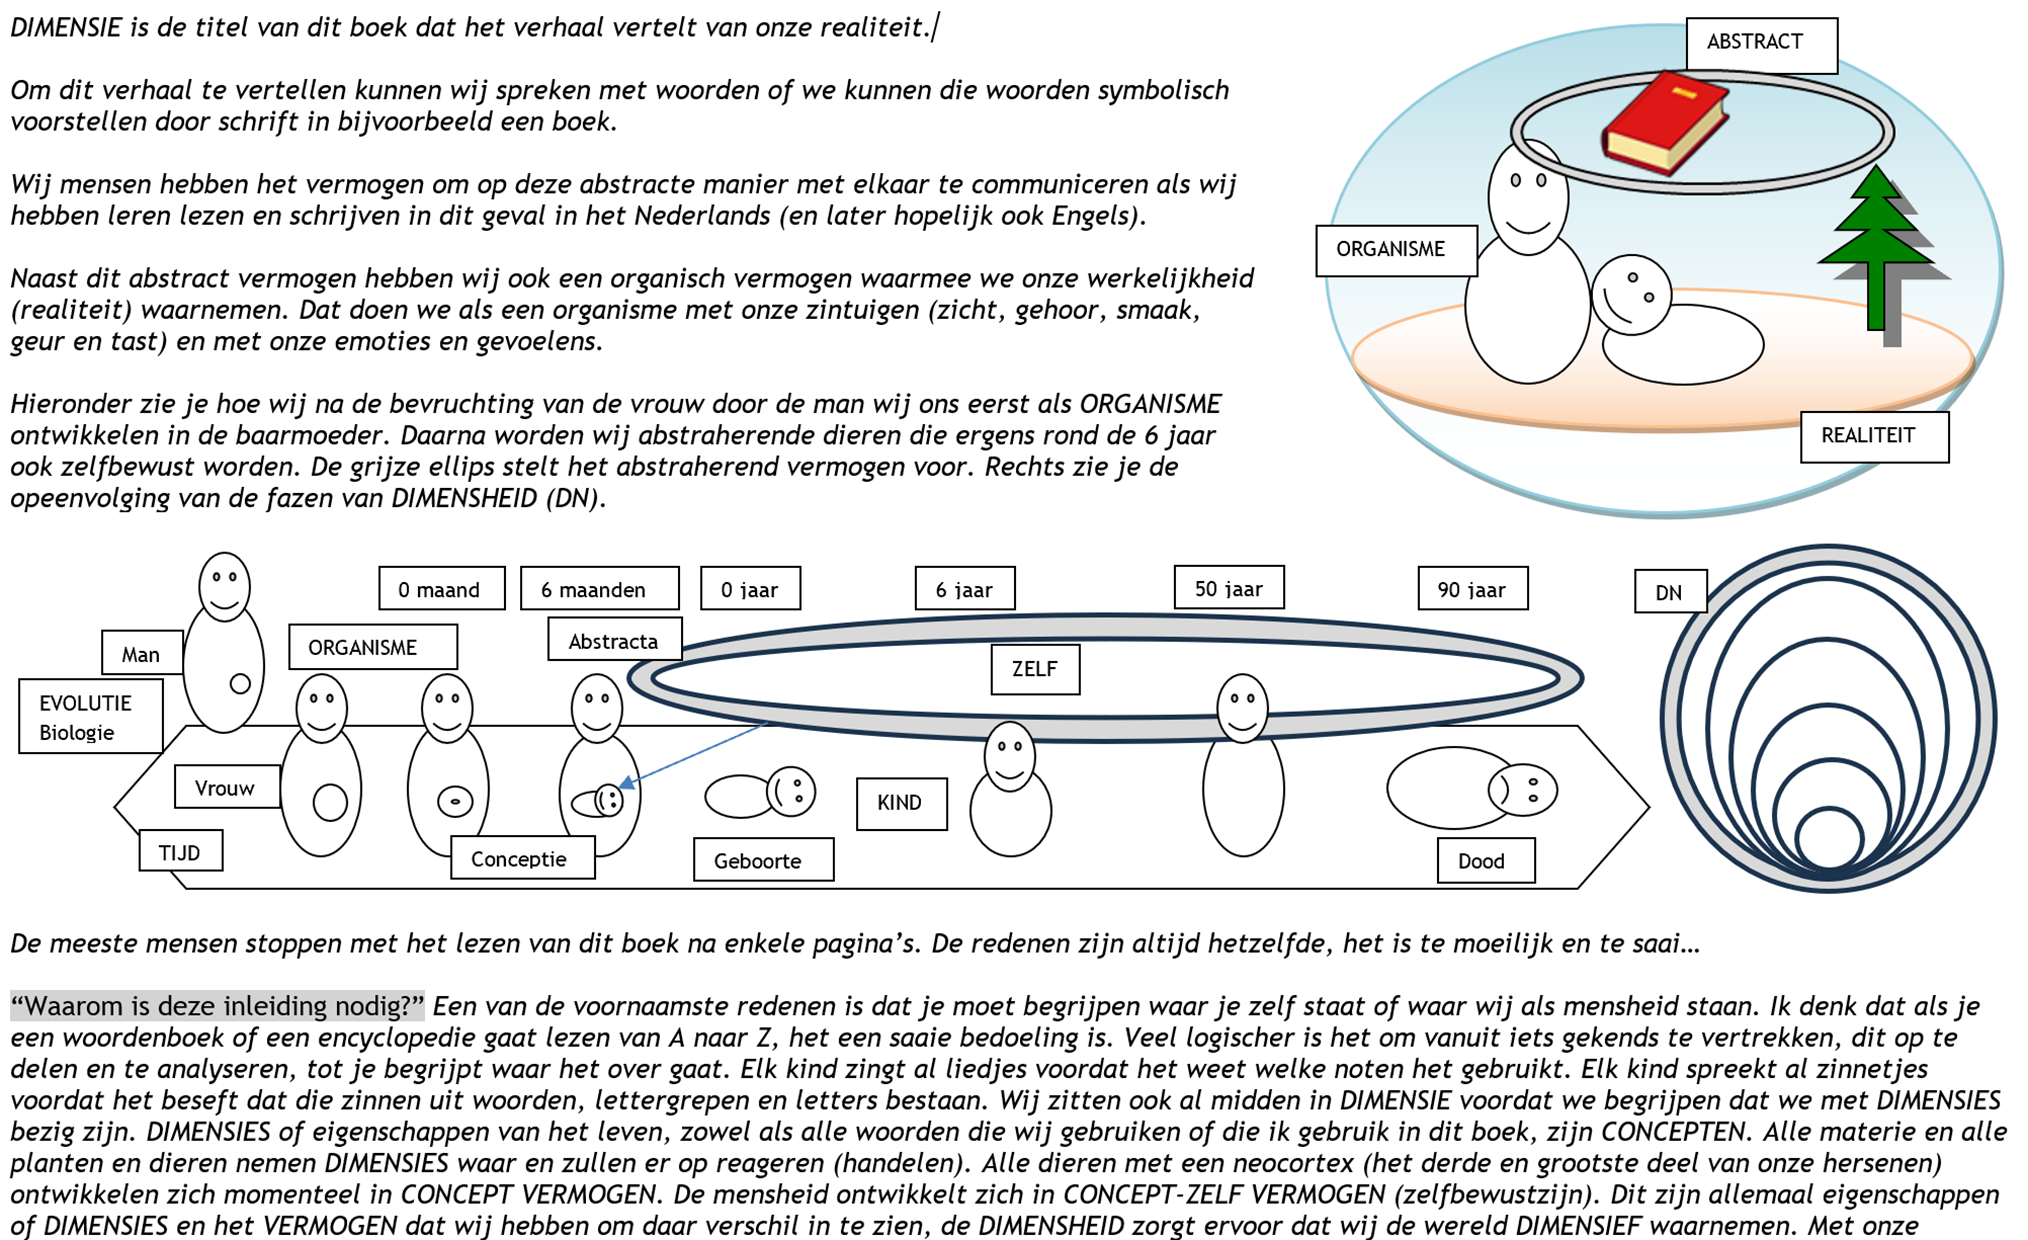 DIMENSIE is de titel van dit boek dat het verhaal vertelt van onze realiteit./
Om dit verhaal te vertellen kunnen wij spreken met woorden of we kunnen die woorden symbolisch
voorstellen door schrift in bijvoorbeeld een boek.
Wij mensen hebben het vermogen om op deze abstracte manier met elkaar te communiceren als wij
hebben leren lezen en schrijven in dit geval in het Nederlands (en later hopelijk ook Engels).
Naast dit abstract vermogen hebben wij ook een organisch vermogen waarmee we onze werkelijkheid
(realiteit) waarnemen. Dat doen we als een organisme met onze zintuigen (zicht, gehoor, smaak,
geur en tast) en met onze emoties en gevoelens.
Hieronder zie je hoe wij na de bevruchting van de vrouw door de man wij ons eerst als ORGANISME
ontwikkelen in de baarmoeder. Daarna worden wij abstraherende dieren die ergens rond de 6 jaar
ook zelfbewust worden. De grijze ellips stelt het abstraherend vermogen voor. Rechts zie je de
opeenvolging van de fazen van DIMENSHEID (DN).
ABSTRACT
ORGANISME
REALITEIT
0 maand
6 maanden
0 jaar
6 jaar
50 jaar
90 jaar
DN
Man
ORGANISME
Abstracta
ZELF
EVOLUTIE
Biologie
Vrouw
KIND
TIJD
Conceptie
Geboorte
Dood
De meeste mensen stoppen met het lezen van dit boek na enkele pagina’s. De redenen zijn altijd hetzelfde, het is te moeilijk en te saai…
“Waarom is deze inleiding nodig?” Een van de voornaamste redenen is dat je moet begrijpen waar je zelf staat of waar wij als mensheid staan. Ik denk dat als je
een woordenboek of een encyclopedie gaat lezen van A naar Z, het een saaie bedoeling is. Veel logischer is het om vanuit iets gekends te vertrekken, dit op te
delen en te analyseren, tot je begrijpt waar het over gaat. Elk kind zingt al liedjes voordat het weet welke noten het gebruikt. Elk kind spreekt al zinnetjes
voordat het beseft dat die zinnen uit woorden, lettergrepen en letters bestaan. Wij zitten ook al midden in DIMENSIE voordat we begrijpen dat we met DIMENSIES
bezig zijn. DIMENSIES of eigenschappen van het leven, zowel als alle woorden die wij gebruiken of die ik gebruik in dit boek, zijn CONCEPTEN. Alle materie en alle
planten en dieren nemen DIMENSIES waar en zullen er op reageren (handelen). Alle dieren met een neocortex (het derde en grootste deel van onze hersenen)
ontwikkelen zich momenteel in CONCEPT VERMOGEN. De mensheid ontwikkelt zich in CONCEPT-ZELF VERMOGEN (zelfbewustzijn). Dit zijn allemaal eigenschappen
of DIMENSIES en het VERMOGEN dat wij hebben om daar verschil in te zien, de DIMENSHEID zorgt ervoor dat wij de wereld DIMENSIEF waarnemen. Met onze